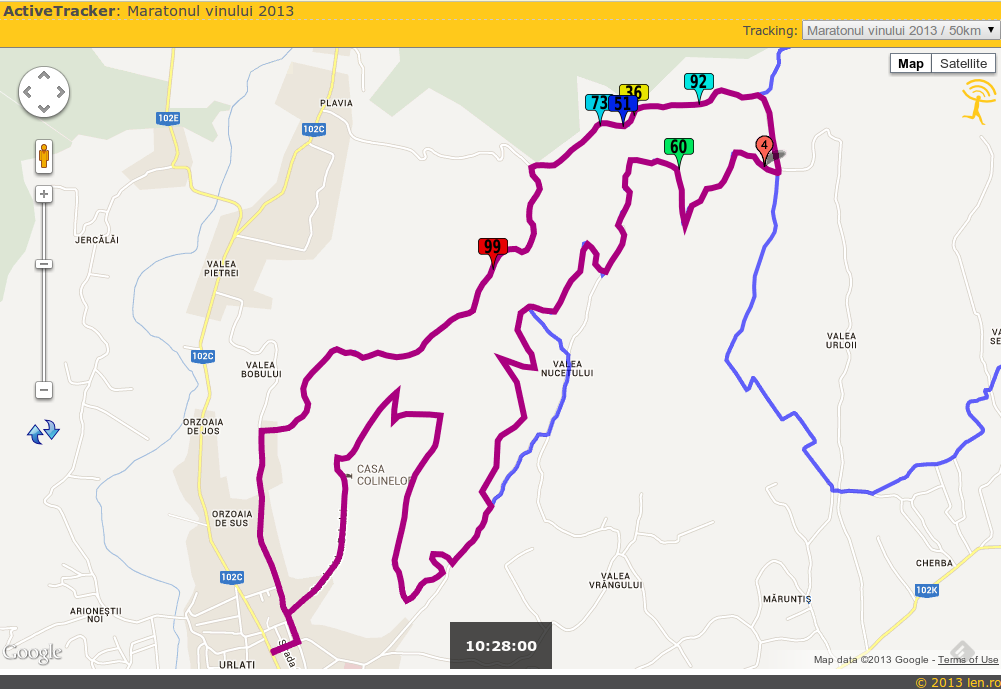 ActiveTracker: Maratonul vinului 2013
Tracking: Maratonul vinului 2013 / 50km
Map Satellite
PLAVIA
102E
102C
92
36
73 51
60
4
JERCĂLĂI
99
VALEA
PIETREI
102C
VALEA
BOBULUI
VALEA
NUCETULUI
VALEA
URLOII
VA
SE
ORZOAIA
DE JOS
CASA
COLINELOR
ORZOAIA
DE SUS
102C
VALEA
VRÂNGULUI
CHERBA
102K
MĂRUNȚIȘ
ARIONEȘTII
NOI
10:28:00
Google
URLAȚI
Map data ©2013 Google - Terms of Use
© 2013 len.ro